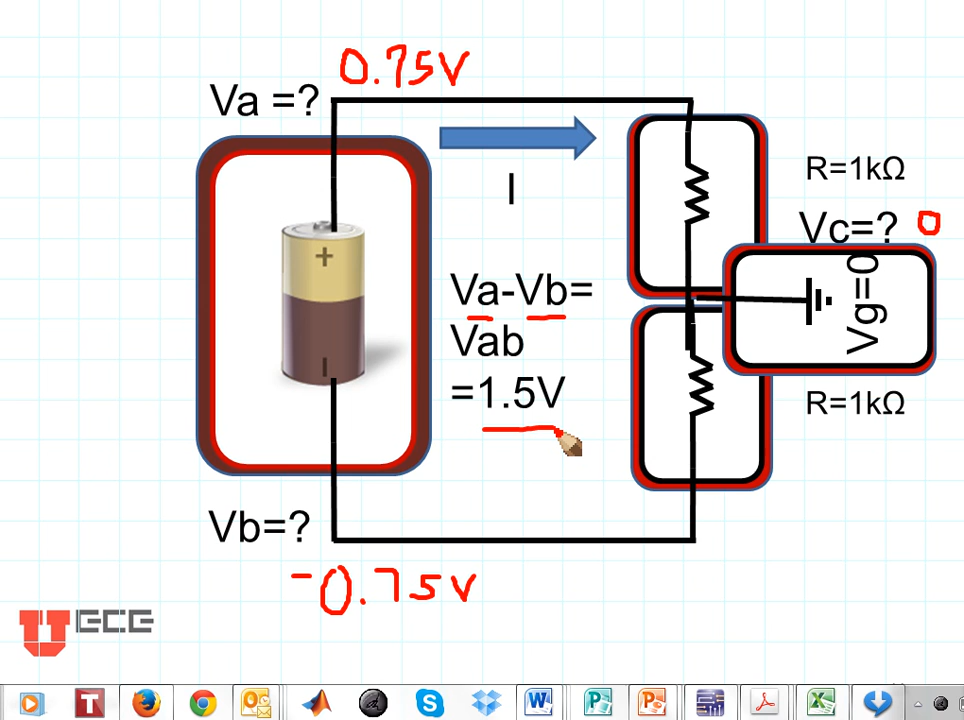 0.75V
Va =?
I
R=1kΩ
Vc=? 0
+
Va-Vb=
Vab
=1.5V
Vg=0
R=1kΩ
Vb=?
-0.75V
U ECE